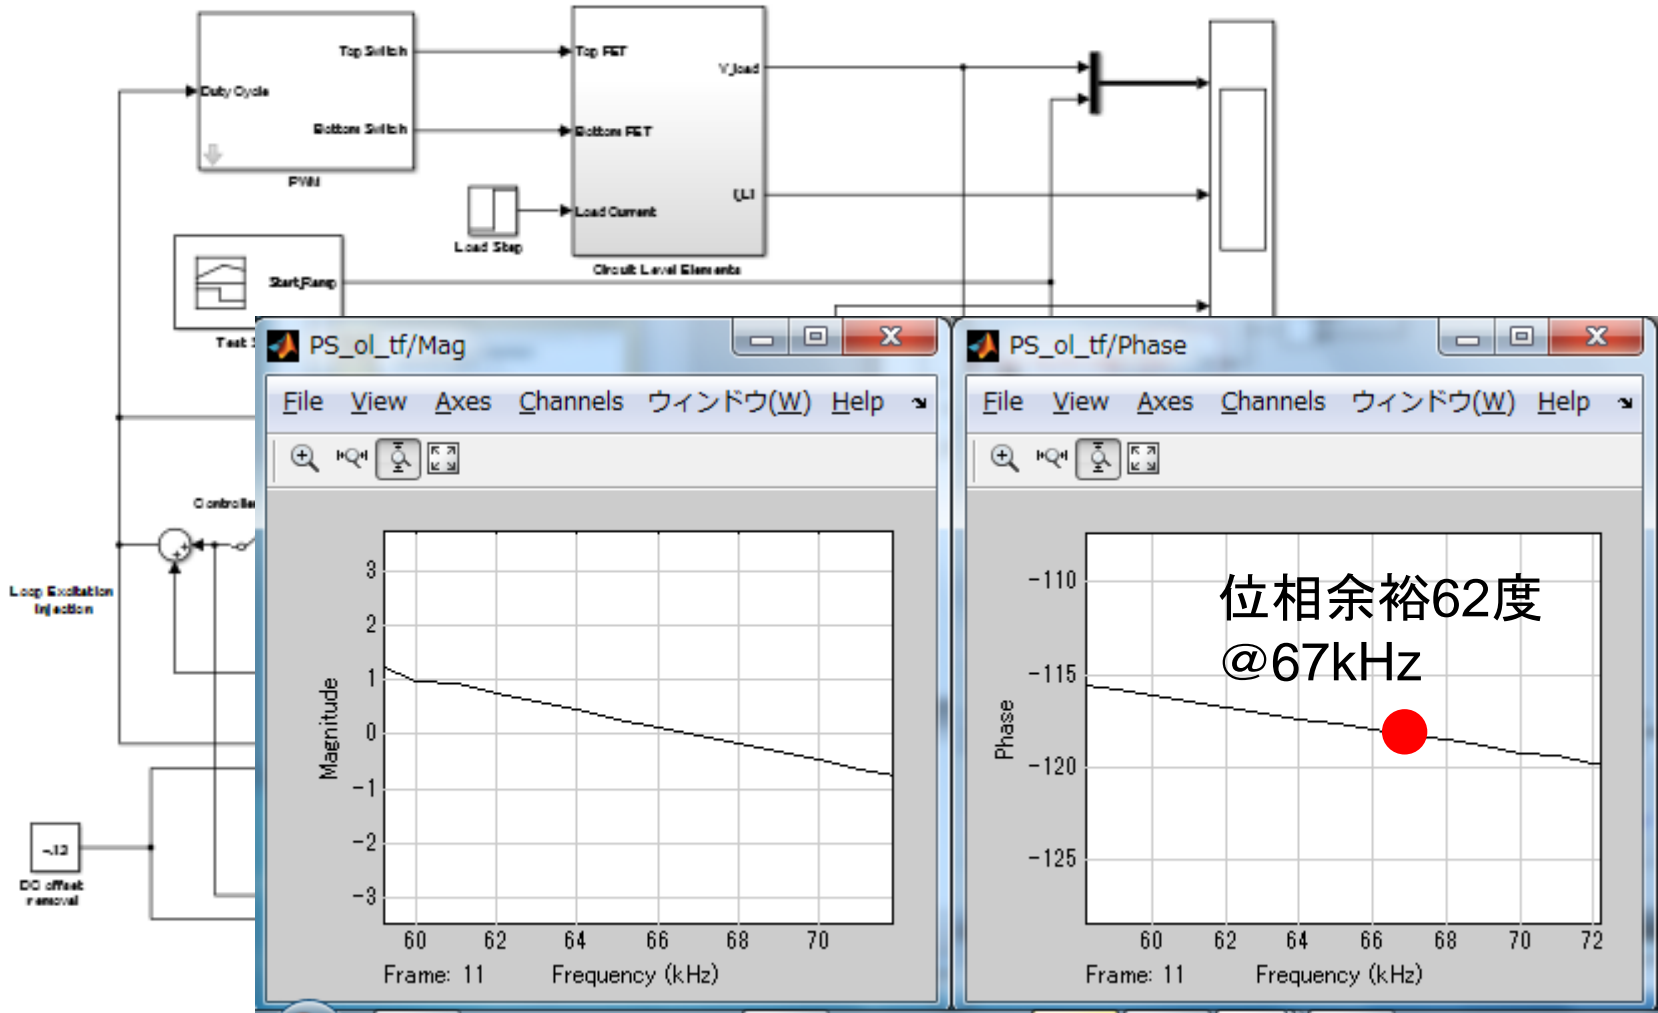 Top Switch
Top FET
V_load
Duty Cycle
Bottom Switch
Bottom FET
PWM
Load Current
Load Step
Circuit Level Elements
Start_Ramp
PS_ol_tf/Mag
File View Axes Channels ウィンドウ(W) Help
Magnitude
3
2
1
0
-1
-2
-3
60 62 64 66 68 70
Frame: 11 Frequency (kHz)
PS_ol_tf/Phase
File View Axes Channels ウィンドウ(W) Help
位相余裕62度
@67kHz
Phase
-110
-115
-120
-125
60 62 64 66 68 70 72
Frame: 11 Frequency (kHz)
Loop Excitation
Injection
DC offset
removal